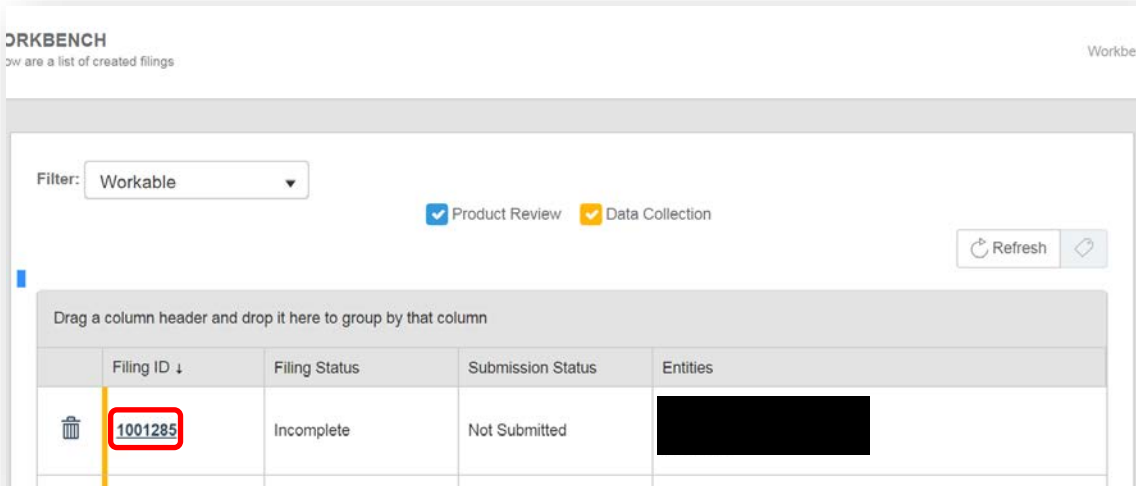 ORKBENCH
ow are a list of created filings
Workbe
Filter: Workable
Product Review Data Collection
Refresh
Drag a column header and drop it here to group by that column
Filing ID ↓ Filing Status Submission Status Entities
1001285 Incomplete Not Submitted